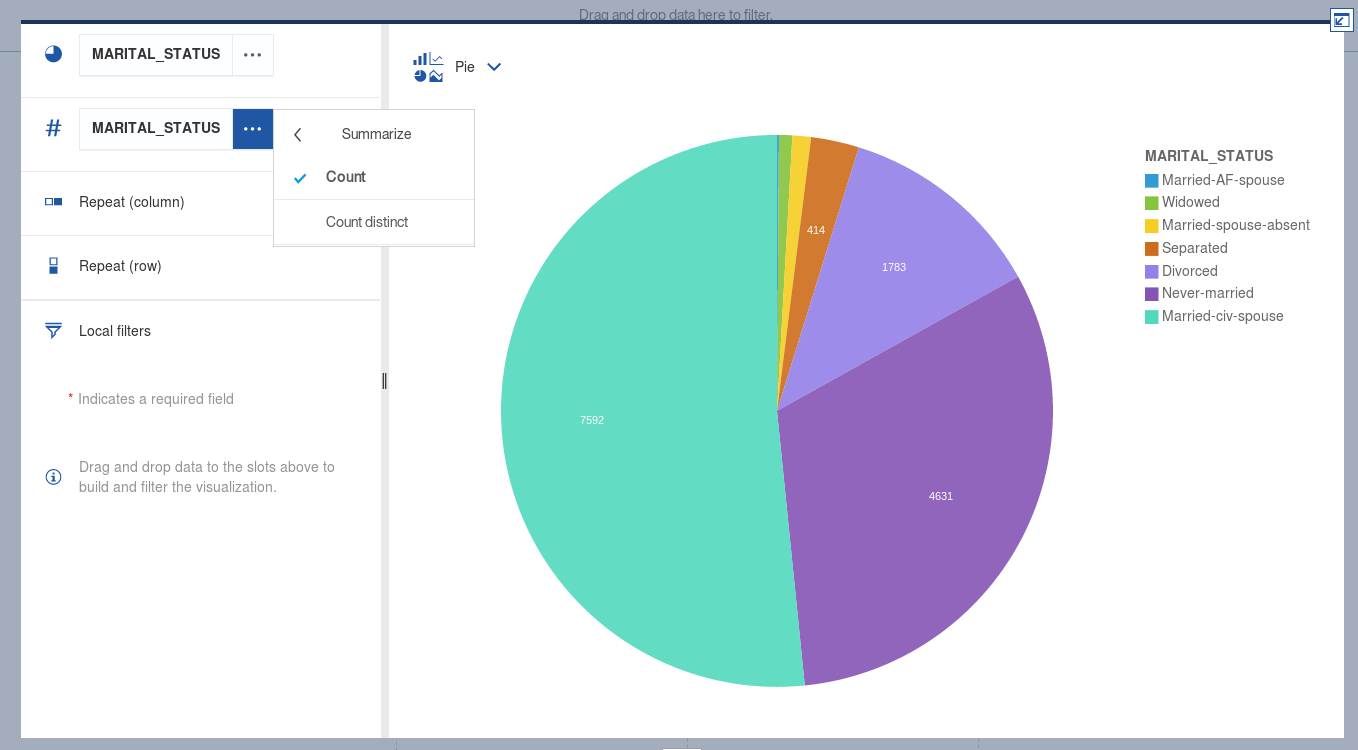 Drag and drop data here to filter.
MARITAL_STATUS
Pie
# MARITAL_STATUS
Summarize
Count
Count distinct
Repeat (column)
Repeat (row)
Local filters
* Indicates a required field
Drag and drop data to the slots above to
build and filter the visualization.
414
1783
7592
4631
MARITAL_STATUS
Married-AF-spouse
Widowed
Married-spouse-absent
Separated
Divorced
Never-married
Married-civ-spouse